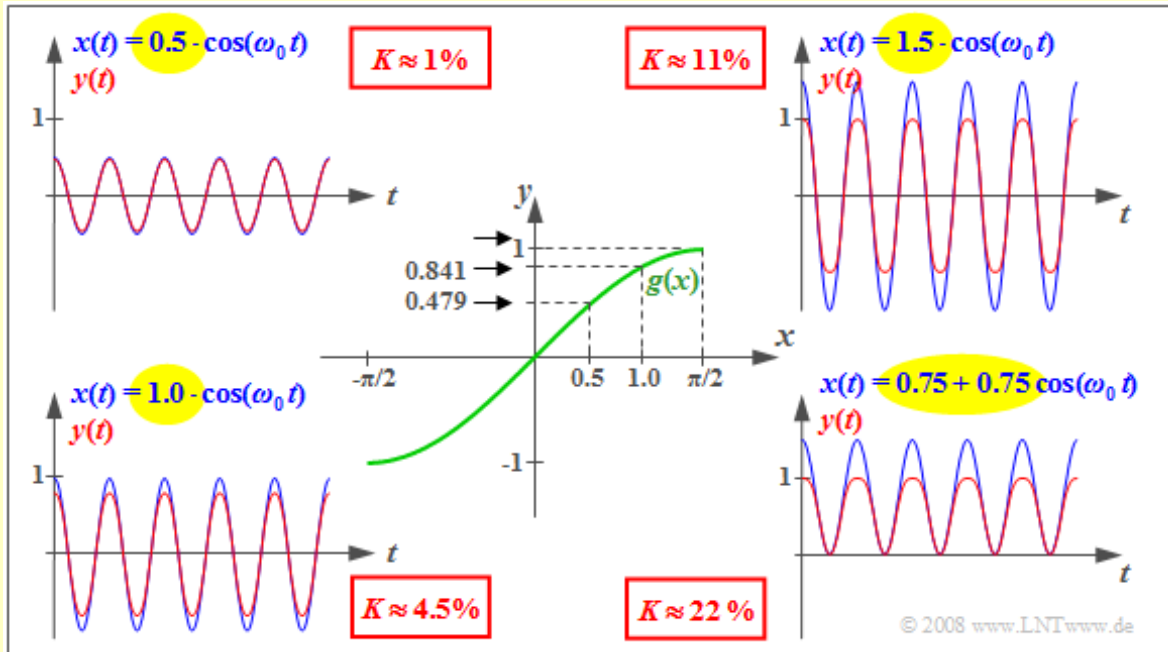 x(t) = 0.5 · cos(ω₀ t)
y(t)
1
t
K ≈ 1%
K ≈ 11%
x(t) = 1.5 · cos(ω₀ t)
y(t)
1
t
y
1
0.841
0.479
g(x)
x
-π/2
0.5
1.0
π/2
-1
x(t) = 1.0 · cos(ω₀ t)
y(t)
1
t
K ≈ 4.5%
K ≈ 22 %
x(t) = 0.75 + 0.75 cos(ω₀ t)
y(t)
1
t
© 2008 www.LNTwww.de